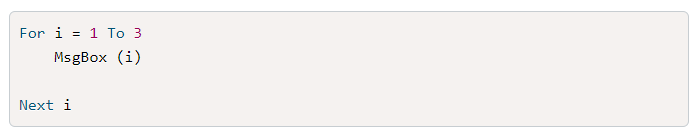 For i = 1 To 3
    MsgBox (i)

Next i